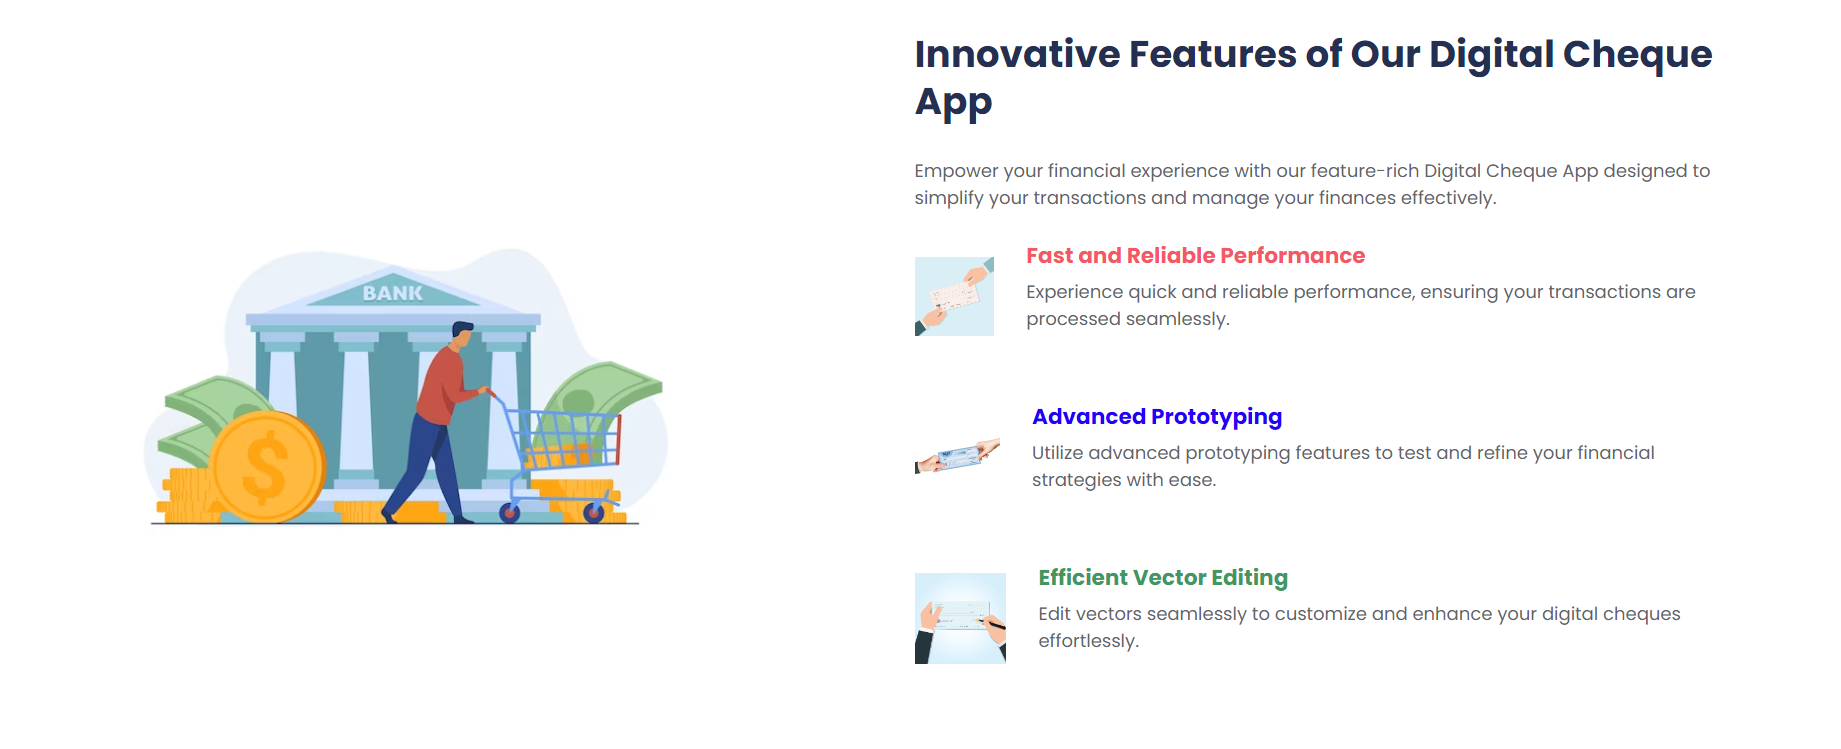 Innovative Features of Our Digital Cheque
App
Empower your financial experience with our feature-rich Digital Cheque App designed to
simplify your transactions and manage your finances effectively.
BANK
Fast and Reliable Performance
Experience quick and reliable performance, ensuring your transactions are
processed seamlessly.
Advanced Prototyping
Utilize advanced prototyping features to test and refine your financial
strategies with ease.
Efficient Vector Editing
Edit vectors seamlessly to customize and enhance your digital cheques
effortlessly.